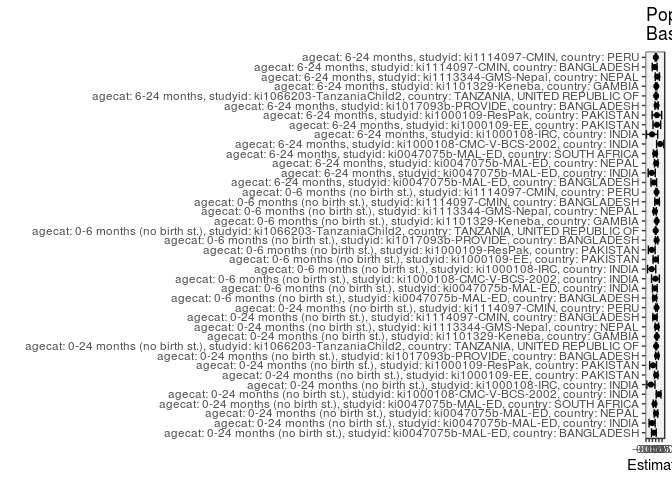 Pop
Bas
agecat: 6-24 months, studyid: ki1114097-CMIN, country: PERU
agecat: 6-24 months, studyid: ki1114097-CMIN, country: BANGLADESH
agecat: 6-24 months, studyid: ki1113344-GMS-Nepal, country: NEPAL
agecat: 6-24 months, studyid: ki1101329-Keneba, country: GAMBIA
agecat: 6-24 months, studyid: ki1066203-TanzaniaChild2, country: TANZANIA, UNITED REPUBLIC OF
agecat: 6-24 months, studyid: ki1017093b-PROVIDE, country: BANGLADESH
agecat: 6-24 months, studyid: ki1000109-ResPak, country: PAKISTAN
agecat: 6-24 months, studyid: ki1000109-EE, country: PAKISTAN
agecat: 6-24 months, studyid: ki1000108-IRC, country: INDIA
agecat: 6-24 months, studyid: ki1000108-CMC-V-BCS-2002, country: INDIA
agecat: 6-24 months, studyid: ki0047075b-MAL-ED, country: SOUTH AFRICA
agecat: 6-24 months, studyid: ki0047075b-MAL-ED, country: NEPAL
agecat: 6-24 months, studyid: ki0047075b-MAL-ED, country: INDIA
agecat: 6-24 months, studyid: ki0047075b-MAL-ED, country: BANGLADESH
agecat: 0-6 months (no birth st.), studyid: ki1114097-CMIN, country: PERU
agecat: 0-6 months (no birth st.), studyid: ki1114097-CMIN, country: BANGLADESH
agecat: 0-6 months (no birth st.), studyid: ki1113344-GMS-Nepal, country: NEPAL
agecat: 0-6 months (no birth st.), studyid: ki1101329-Keneba, country: GAMBIA
agecat: 0-6 months (no birth st.), studyid: ki1066203-TanzaniaChild2, country: TANZANIA, UNITED REPUBLIC OF
agecat: 0-6 months (no birth st.), studyid: ki1017093b-PROVIDE, country: BANGLADESH
agecat: 0-6 months (no birth st.), studyid: ki1000109-ResPak, country: PAKISTAN
agecat: 0-6 months (no birth st.), studyid: ki1000109-EE, country: PAKISTAN
agecat: 0-6 months (no birth st.), studyid: ki1000108-IRC, country: INDIA
agecat: 0-6 months (no birth st.), studyid: ki1000108-CMC-V-BCS-2002, country: INDIA
agecat: 0-6 months (no birth st.), studyid: ki0047075b-MAL-ED, country: INDIA
agecat: 0-6 months (no birth st.), studyid: ki0047075b-MAL-ED, country: BANGLADESH
agecat: 0-24 months (no birth st.), studyid: ki1114097-CMIN, country: PERU
agecat: 0-24 months (no birth st.), studyid: ki1114097-CMIN, country: BANGLADESH
agecat: 0-24 months (no birth st.), studyid: ki1113344-GMS-Nepal, country: NEPAL
agecat: 0-24 months (no birth st.), studyid: ki1101329-Keneba, country: GAMBIA
agecat: 0-24 months (no birth st.), studyid: ki1066203-TanzaniaChild2, country: TANZANIA, UNITED REPUBLIC OF
agecat: 0-24 months (no birth st.), studyid: ki1017093b-PROVIDE, country: BANGLADESH
agecat: 0-24 months (no birth st.), studyid: ki1000109-ResPak, country: PAKISTAN
agecat: 0-24 months (no birth st.), studyid: ki1000109-EE, country: PAKISTAN
agecat: 0-24 months (no birth st.), studyid: ki1000108-IRC, country: INDIA
agecat: 0-24 months (no birth st.), studyid: ki1000108-CMC-V-BCS-2002, country: INDIA
agecat: 0-24 months (no birth st.), studyid: ki0047075b-MAL-ED, country: SOUTH AFRICA
agecat: 0-24 months (no birth st.), studyid: ki0047075b-MAL-ED, country: NEPAL
agecat: 0-24 months (no birth st.), studyid: ki0047075b-MAL-ED, country: INDIA
agecat: 0-24 months (no birth st.), studyid: ki0047075b-MAL-ED, country: BANGLADESH
Estimat